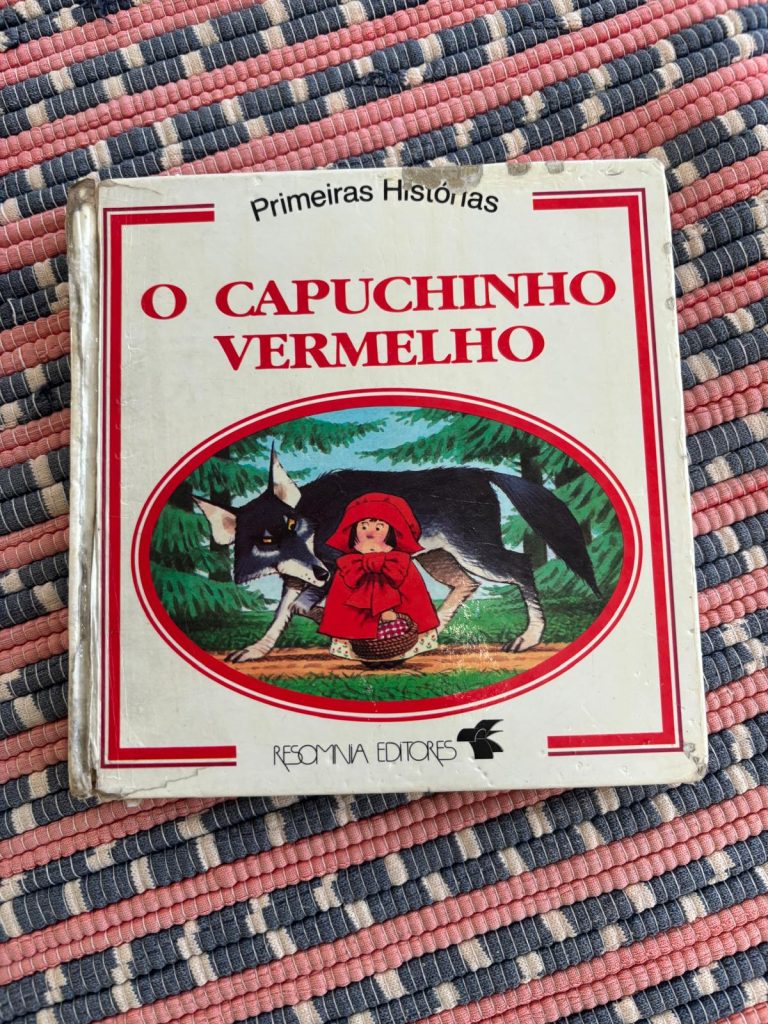 Primeiras Histórias
O CAPUCHINHO
VERMELHO
RESOMNIA EDITORES